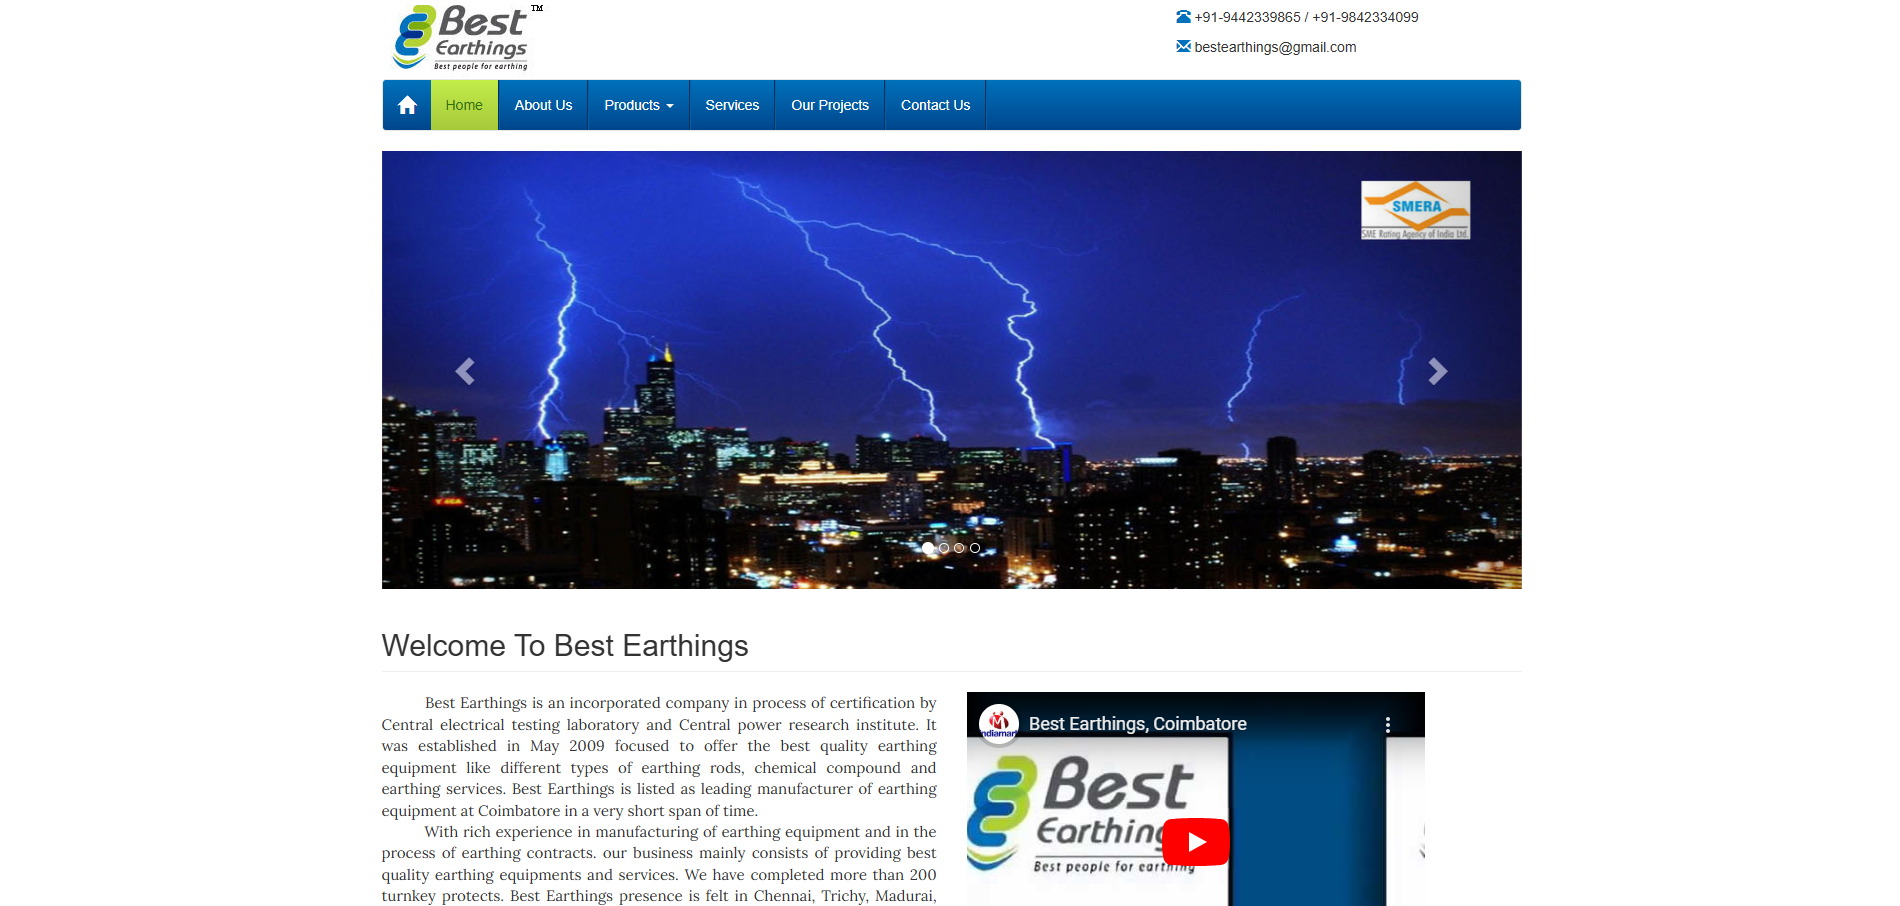 Best™
Earthings
Best people for earthing
+91-9442339865 / +91-9842334099
bestearthings@gmail.com
Home
About Us
Products
Services
Our Projects
Contact Us
SMERA
SME Rating Agency of India Ltd.
Welcome To Best Earthings
Best Earthings is an incorporated company in process of certification by
Central electrical testing laboratory and Central power research institute. It
was established in May 2009 focused to offer the best quality earthing
equipment like different types of earthing rods, chemical compound and
earthing services. Best Earthings is listed as leading manufacturer of earthing
equipment at Coimbatore in a very short span of time.
With rich experience in manufacturing of earthing equipment and in the
process of earthing contracts. our business mainly consists of providing best
quality earthing equipments and services. We have completed more than 200
turnkey protects. Best Earthings presence is felt in Chennai, Trichy, Madurai,
indiamart
Best Earthings, Coimbatore
Best
Earthing
Best people for earthing